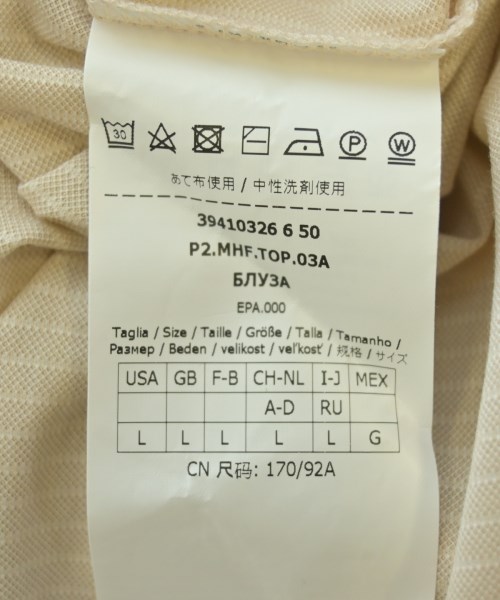 30
P W
あて布使用 / 中性洗剤使用
39410326 6 50
P2.MHF.TOP.03A
БЛУЗА
EPA.000
Taglia / Size / Taille / Größe / Talla / Tamanho /
Размер / Beden / velikost / veľkosť / 規格 / サイズ
USA GB F-B CH-NL I-J MEX
A-D RU
L L L L L G
CN 尺码: 170/92A